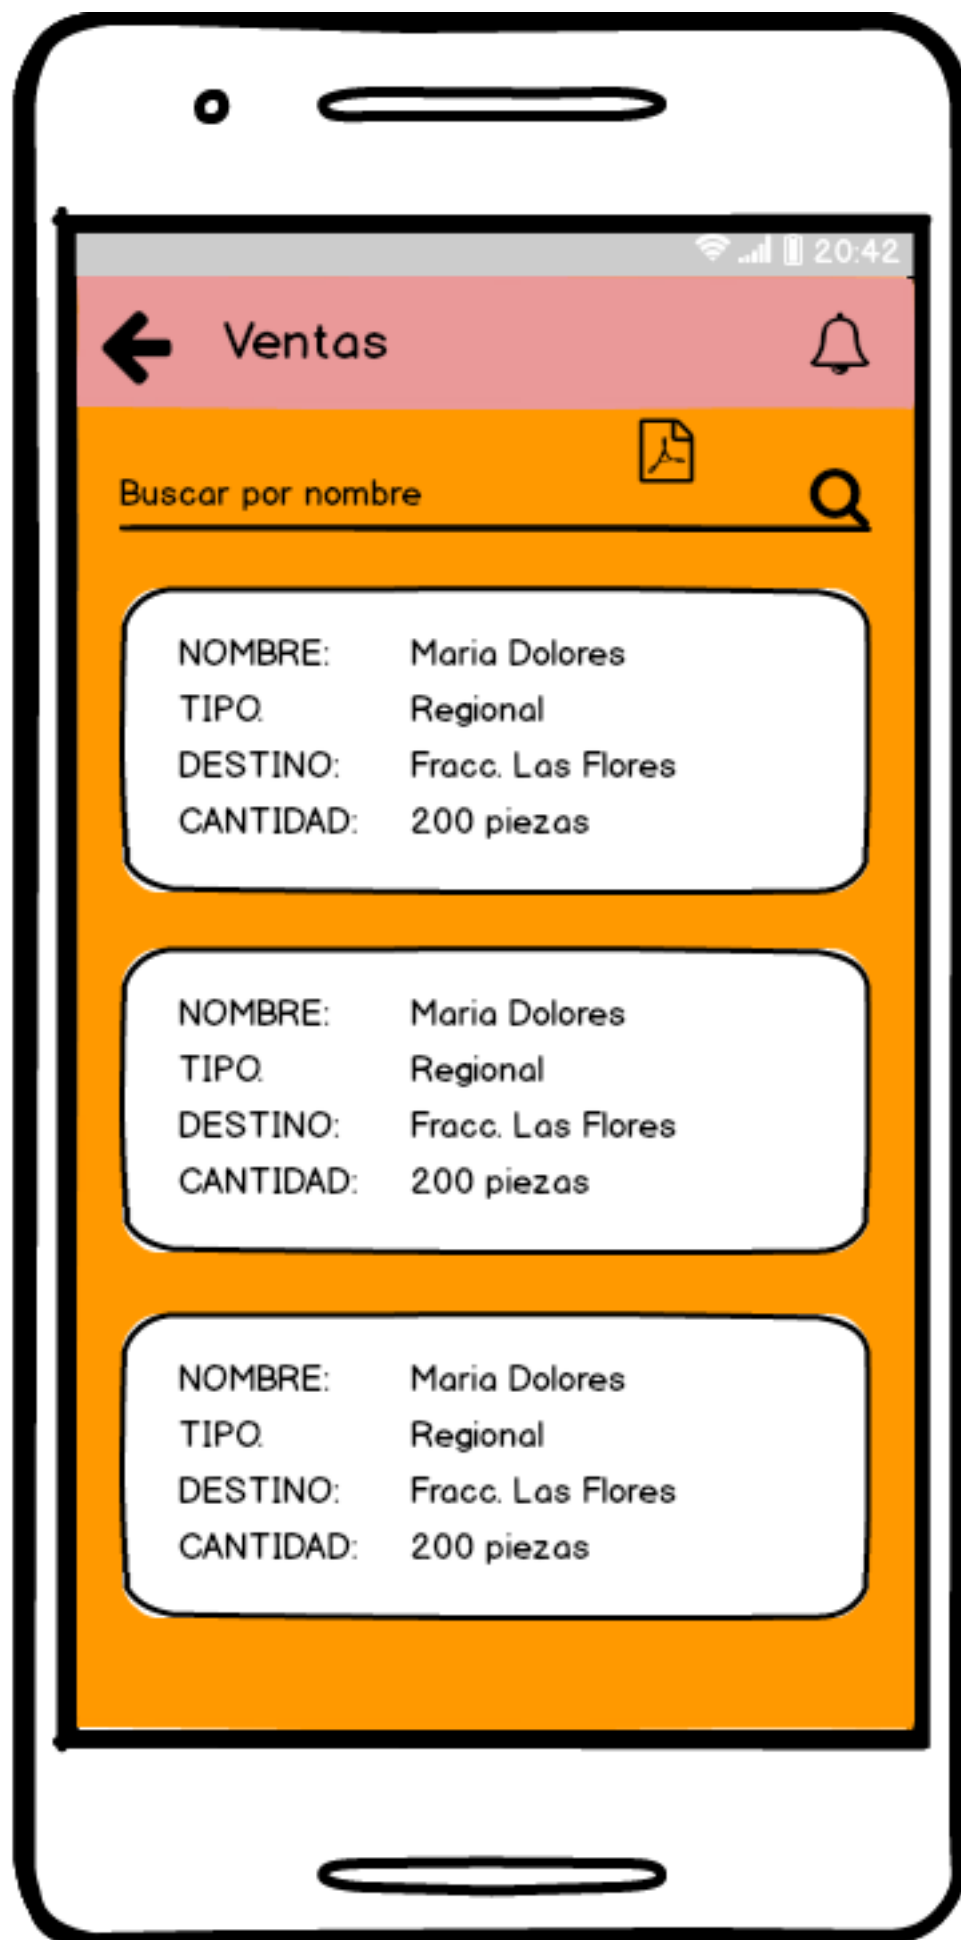 20:42
Ventas
Buscar por nombre
NOMBRE: Maria Dolores
TIPO. Regional
DESTINO: Fracc. Las Flores
CANTIDAD: 200 piezas
NOMBRE: Maria Dolores
TIPO. Regional
DESTINO: Fracc. Las Flores
CANTIDAD: 200 piezas
NOMBRE: Maria Dolores
TIPO. Regional
DESTINO: Fracc. Las Flores
CANTIDAD: 200 piezas